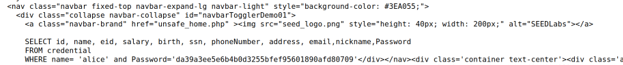 <nav class="navbar fixed-top navbar-expand-lg navbar-light" style="background-color: #3EA055;">
<div class="collapse navbar-collapse" id="navbarTogglerDemo01">
<a class="navbar-brand" href="unsafe_home.php" ><img src="seed_logo.png" style="height: 40px; width: 200px;" alt="SEEDLabs"></a>
SELECT id, name, eid, salary, birth, ssn, phoneNumber, address, email,nickname,Password
FROM credential
WHERE name= 'alice' and Password='da39a3ee5e6b4b0d3255bfef95601890afd80709'</div></nav><div class='container text-center'><div class='a